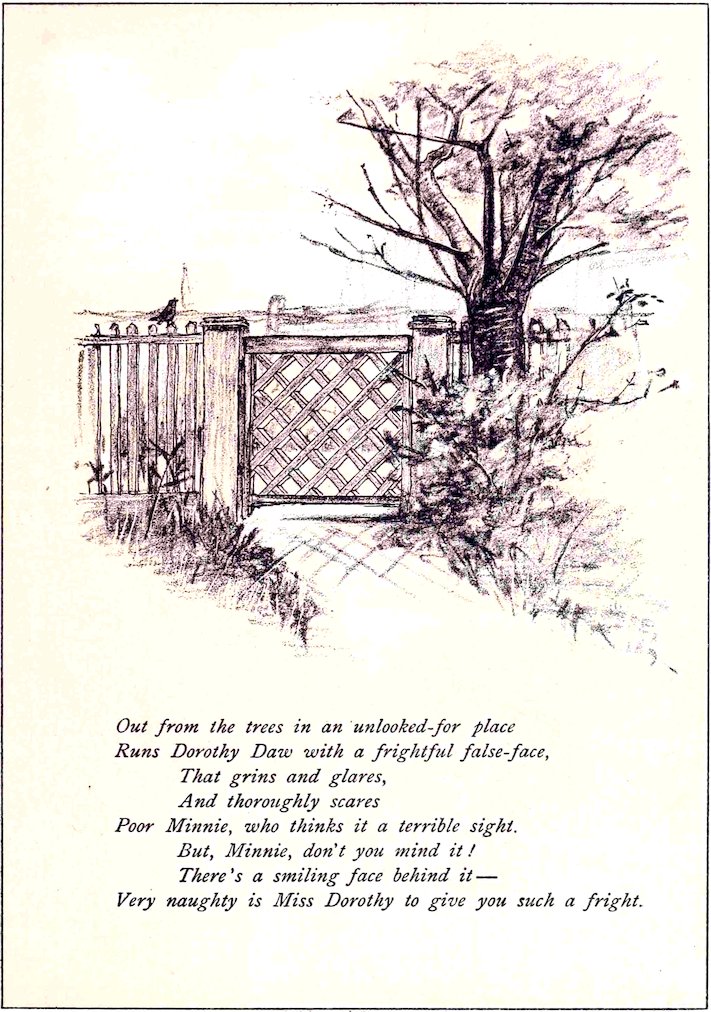 Out from the trees in an unlooked-for place
Runs Dorothy Daw with a frightful false-face,
That grins and glares,
And thoroughly scares
Poor Minnie, who thinks it a terrible sight.
But, Minnie, don't you mind it!
There's a smiling face behind it—
Very naughty is Miss Dorothy to give you such a fright.